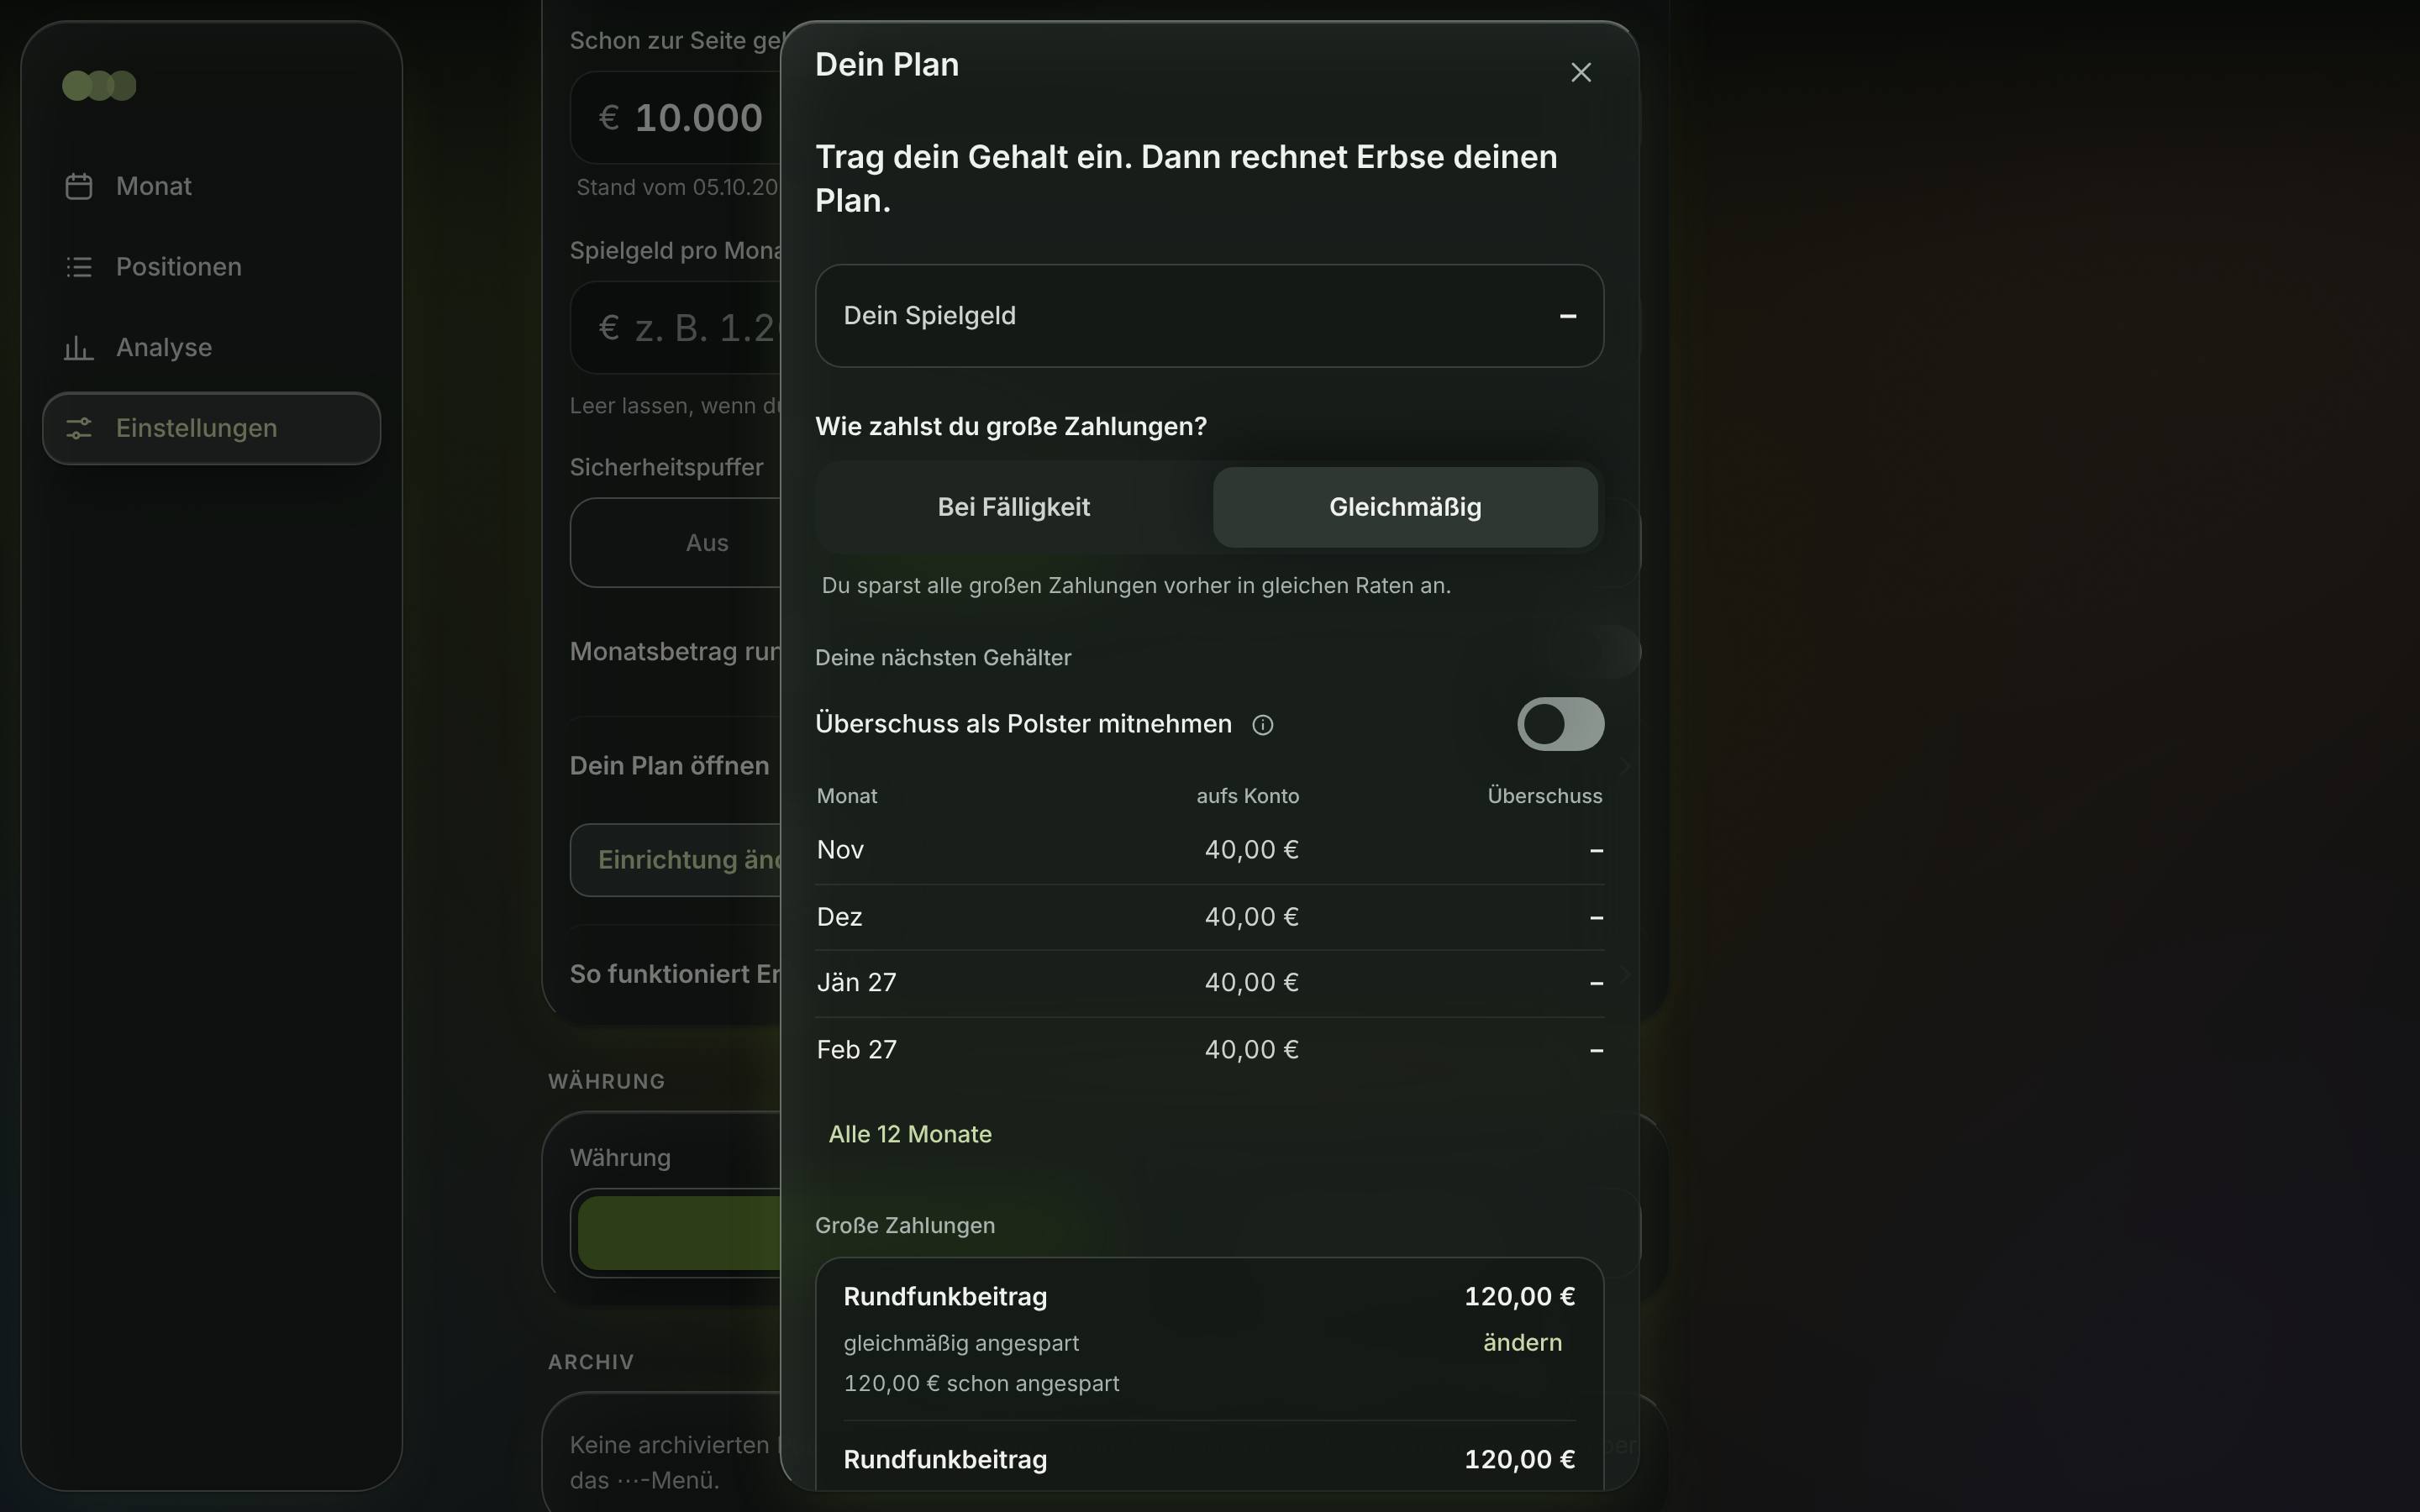 Monat
Positionen
Analyse
Einstellungen
Schon zur Seite
€ 10.000
Stand vom 05.10.20
Spielgeld pro
€ z. B. 1.2
Leer lassen, wenn
Sicherheitspuffer
Aus
Monatsbetrag
Dein Plan öffnen
Einrichtung
So funktioniert
WÄHRUNG
Währung
ARCHIV
Keine archivierten
das ···-Menü.
Dein Plan
Trag dein Gehalt ein. Dann rechnet Erbse deinen
Plan.
Dein Spielgeld –
Wie zahlst du große Zahlungen?
Bei Fälligkeit Gleichmäßig
Du sparst alle großen Zahlungen vorher in gleichen Raten an.
Deine nächsten Gehälter
Überschuss als Polster mitnehmen
Monat aufs Konto Überschuss
Nov 40,00 € –
Dez 40,00 € –
Jän 27 40,00 € –
Feb 27 40,00 € –
Alle 12 Monate
Große Zahlungen
Rundfunkbeitrag 120,00 €
gleichmäßig angespart ändern
120,00 € schon angespart
Rundfunkbeitrag 120,00 €